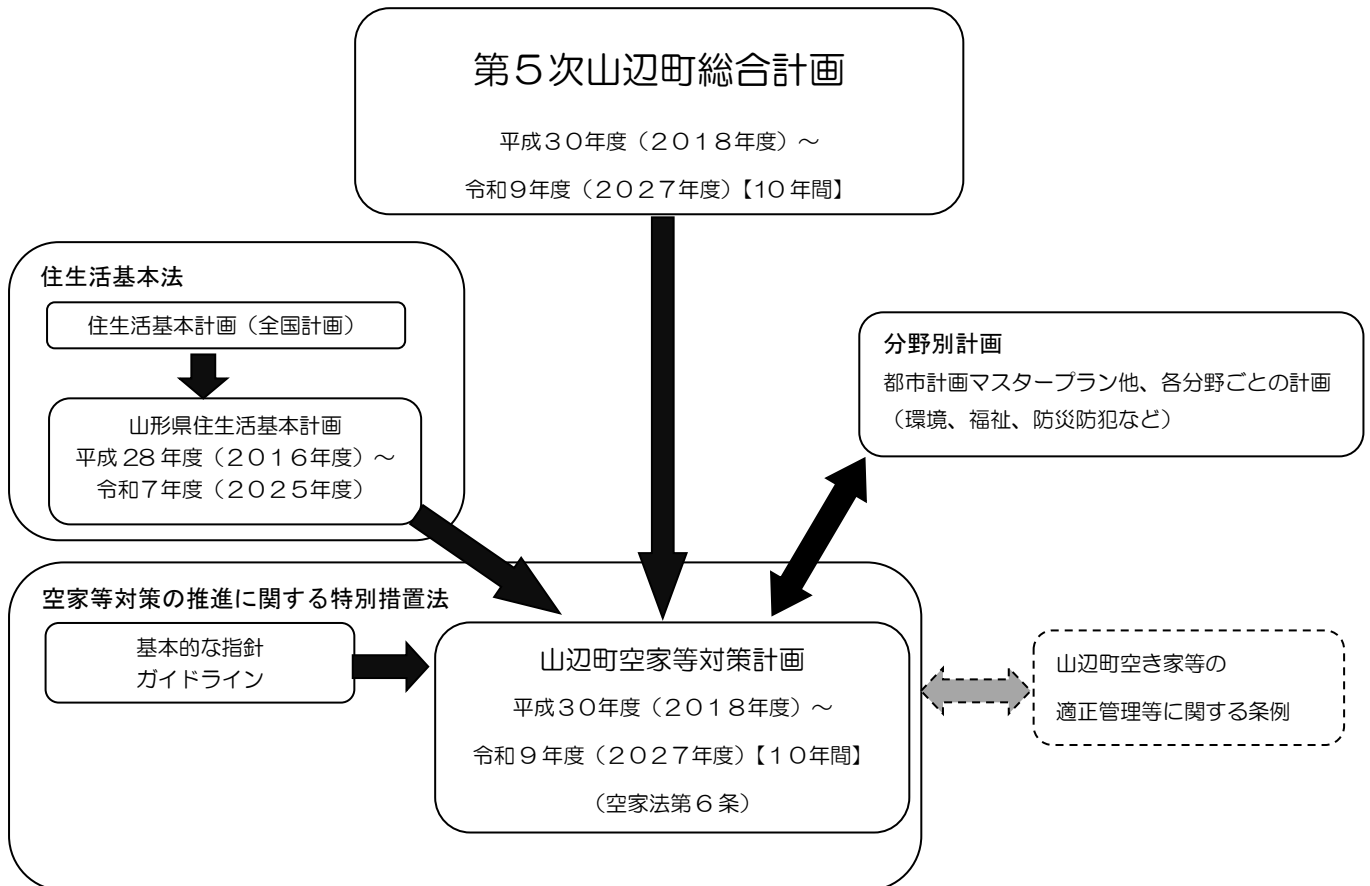 第５次山辺町総合計画
平成３０年度（２０１８年度）～
令和９年度（２０２７年度）【10年間】
住生活基本法
住生活基本計画（全国計画）
山形県住生活基本計画
平成28年度（２０１６年度）～
令和７年度（２０２５年度）
分野別計画
都市計画マスタープラン他、各分野ごとの計画
（環境、福祉、防災防犯など）
空家等対策の推進に関する特別措置法
基本的な指針
ガイドライン
山辺町空家等対策計画
平成３０年度（２０１８年度）～
令和９年度（２０２７年度）【１０年間】
（空家法第６条）
山辺町空き家等の
適正管理等に関する条例